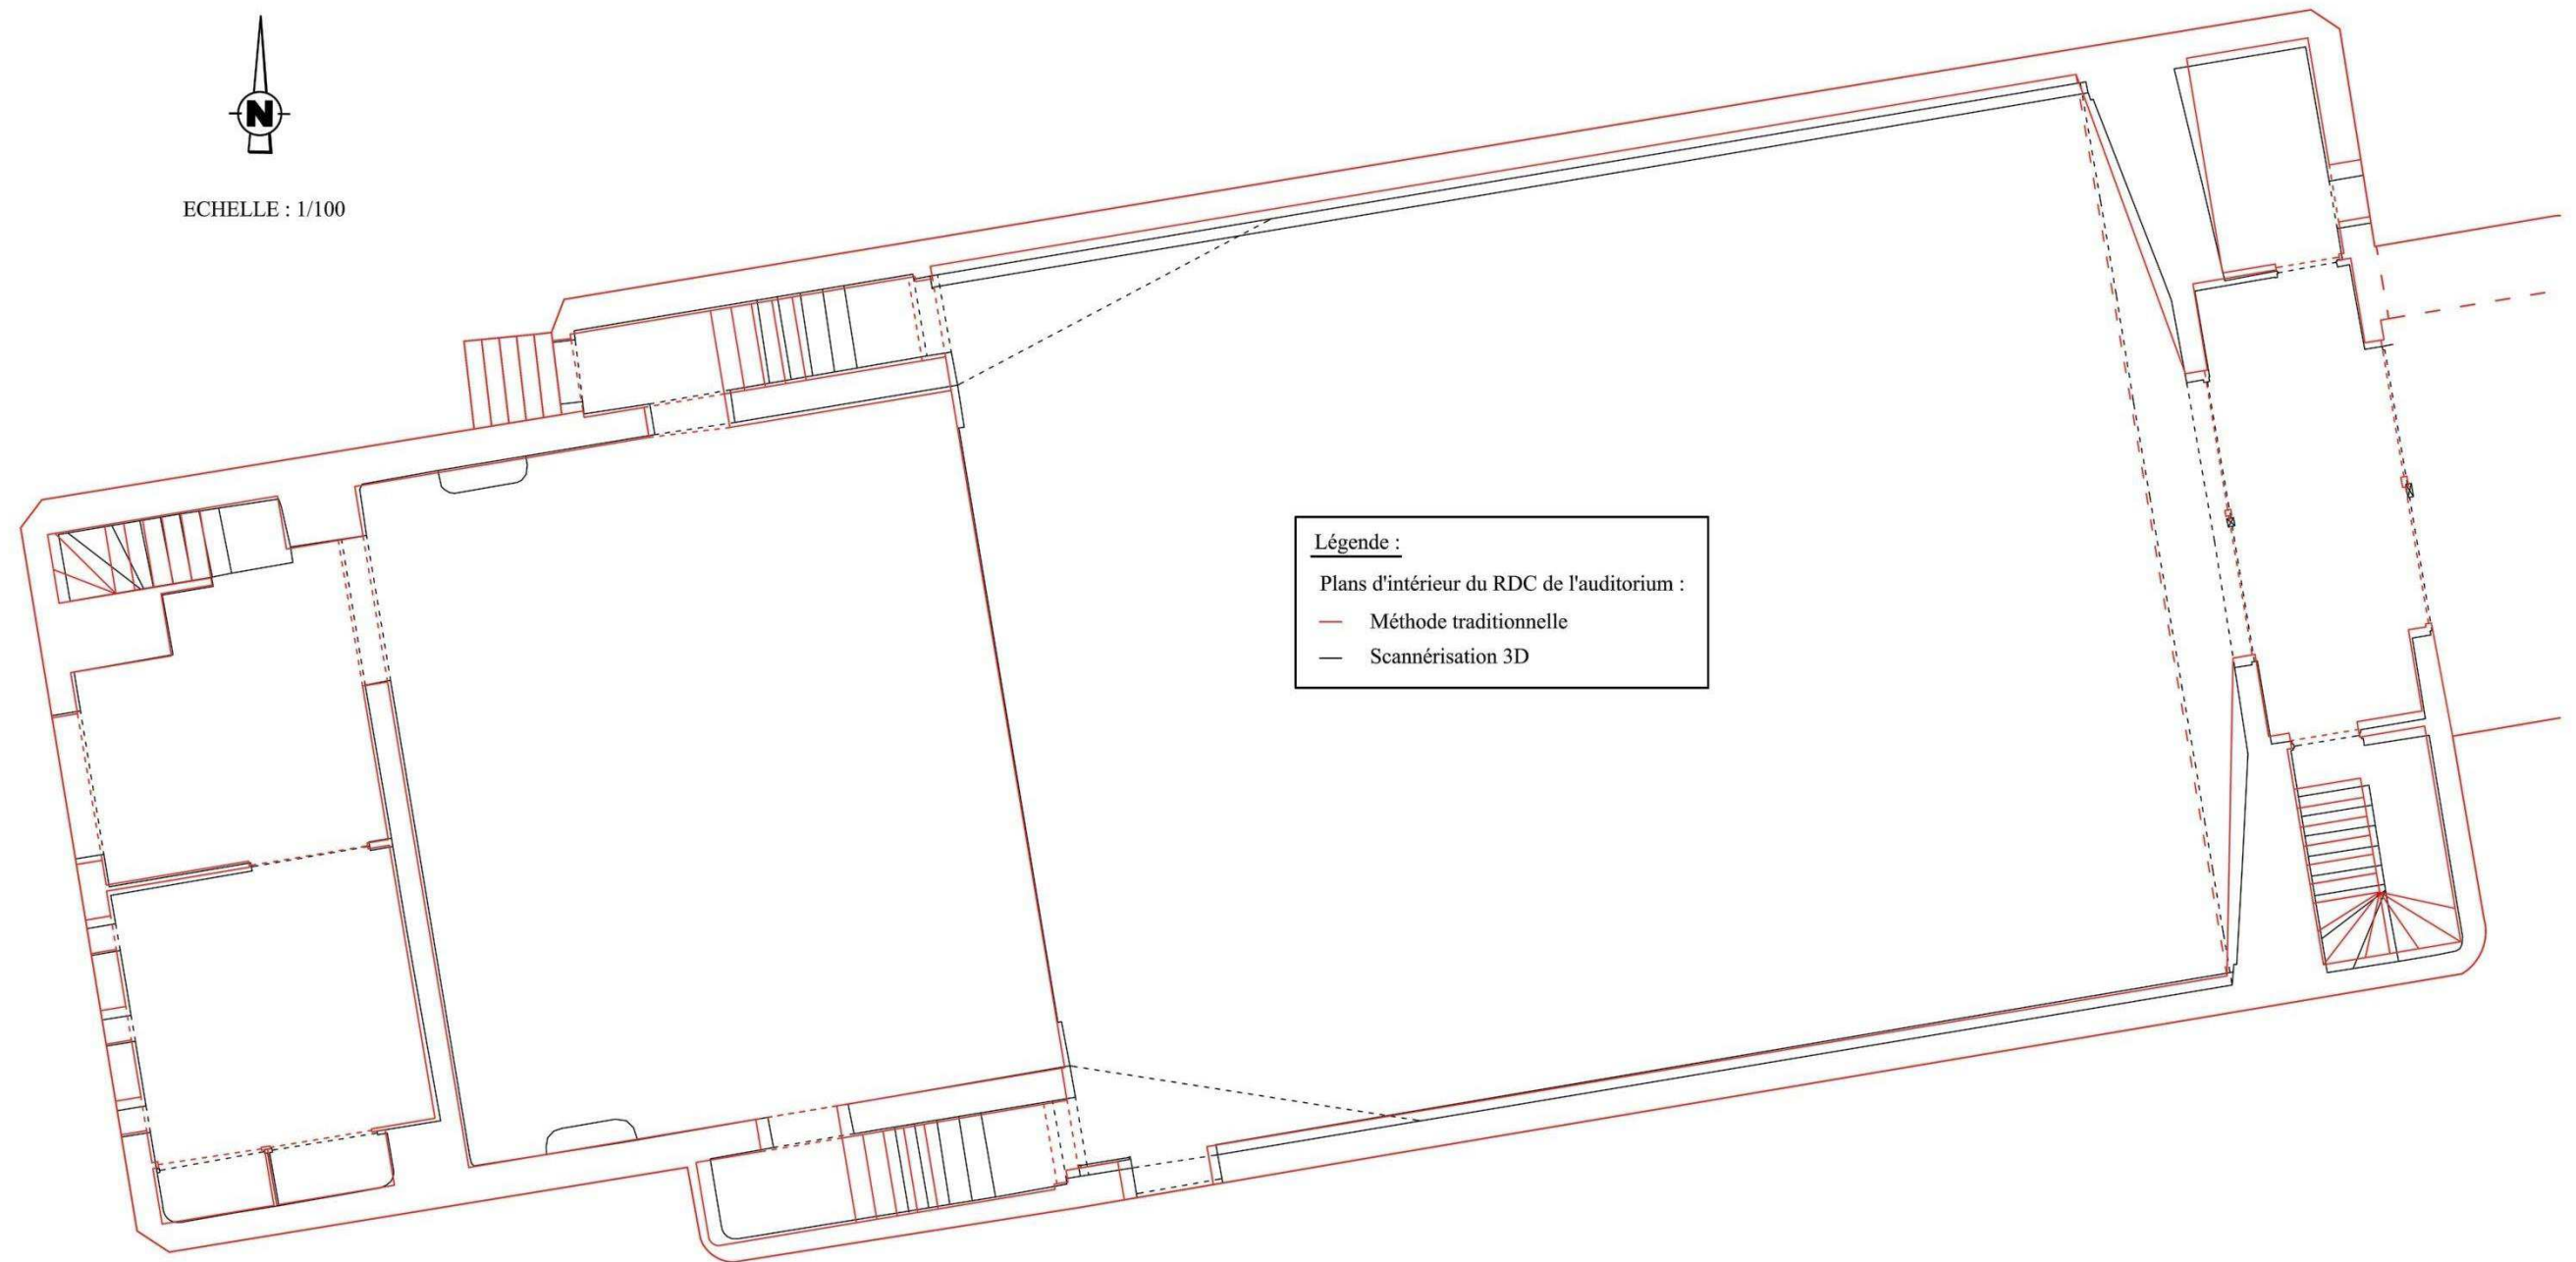 N
ECHELLE : 1/100
Légende :
Plans d'intérieur du RDC de l'auditorium :
Méthode traditionnelle
Scannérisation 3D